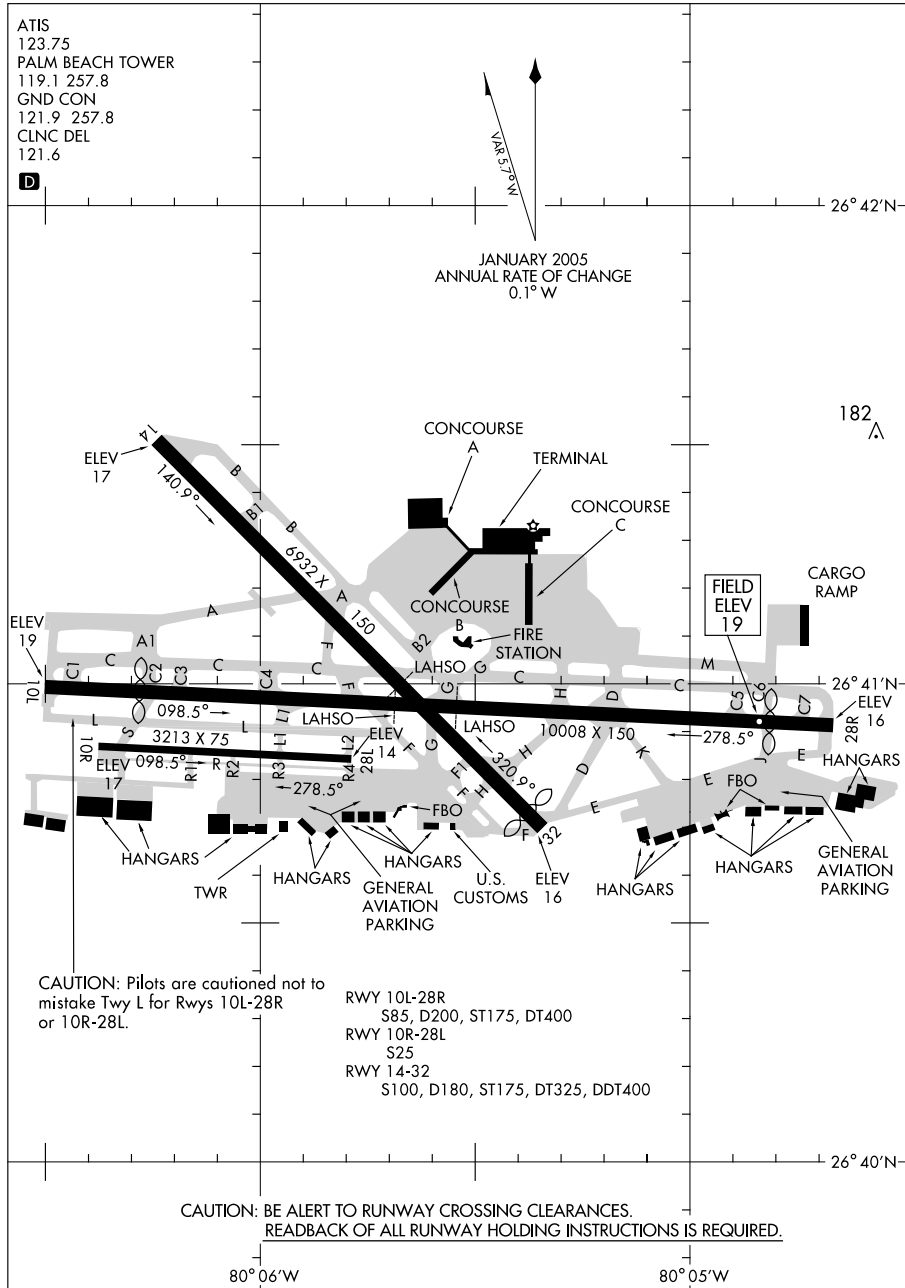 ATIS
123.75
PALM BEACH TOWER
119.1 257.8
GND CON
121.9 257.8
CLNC DEL
121.6
D
VAR 5.7° W
26° 42'N
JANUARY 2005
ANNUAL RATE OF CHANGE
0.1° W
182
CONCOURSE
A
TERMINAL
CONCOURSE
C
14
ELEV
17
140.9°
B
B1
B
6932 X
150
A
A
F
CONCOURSE
B
B2
FIRE
STATION
FIELD
ELEV
19
CARGO
RAMP
ELEV
19
A1
C1
C
C2
C3
C
C4
C
F
LAHSO
G
G
C
H
D
C
M
C5
C6
C7
26° 41'N
10L
098.5°
LAHSO
LAHSO
10008 X 150
278.5°
ELEV
16
28R
L
S
L
L1
3213 X 75
ELEV
14
F
G
H
K
E
J
E
10R
ELEV
17
098.5°
R1
R
R2
R3
L1
L2
R4
28L
278.5°
F1
F
H
320.9°
D
E
FBO
F
32
FBO
HANGARS
HANGARS
TWR
HANGARS
HANGARS
GENERAL
AVIATION
PARKING
U.S.
CUSTOMS
ELEV
16
HANGARS
HANGARS
GENERAL
AVIATION
PARKING
CAUTION: Pilots are cautioned not to
mistake Twy L for Rwys 10L-28R
or 10R-28L.
RWY 10L-28R
S85, D200, ST175, DT400
RWY 10R-28L
S25
RWY 14-32
S100, D180, ST175, DT325, DDT400
26° 40'N
CAUTION: BE ALERT TO RUNWAY CROSSING CLEARANCES.
READBACK OF ALL RUNWAY HOLDING INSTRUCTIONS IS REQUIRED.
80° 06'W
80° 05'W